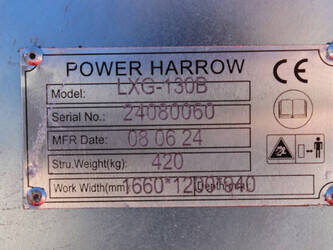 POWER HARROW
CE
Model: LXG-130B
Serial No.: 24080060
MFR Date: 08 06 24
Stru.Weight(kg): 420
Work Width(mm) 1660*1200*940